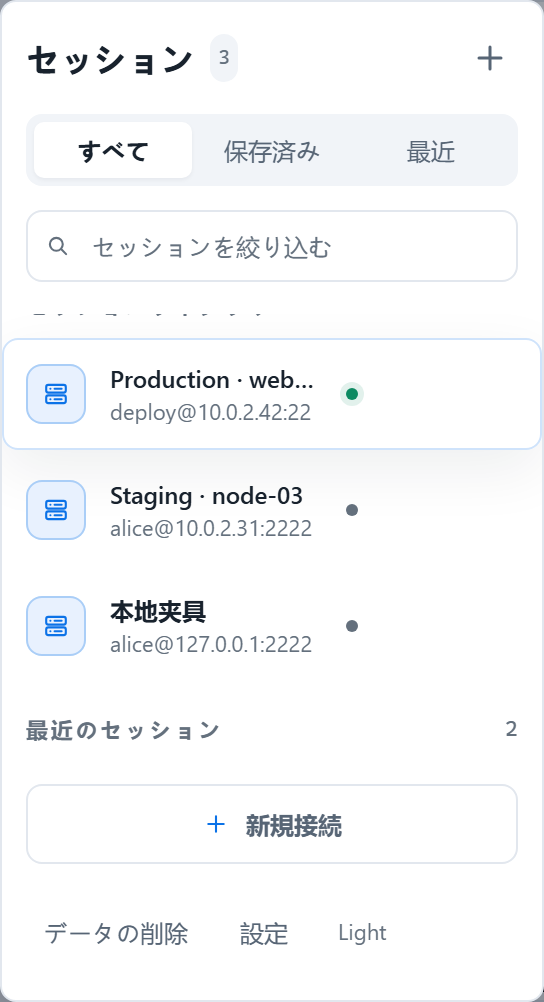 セッション 3
すべて 保存済み 最近
セッションを絞り込む
Production · web...
deploy@10.0.2.42:22
Staging · node-03
alice@10.0.2.31:2222
本地夹具
alice@127.0.0.1:2222
最近のセッション 2
新規接続
データの削除 設定 Light